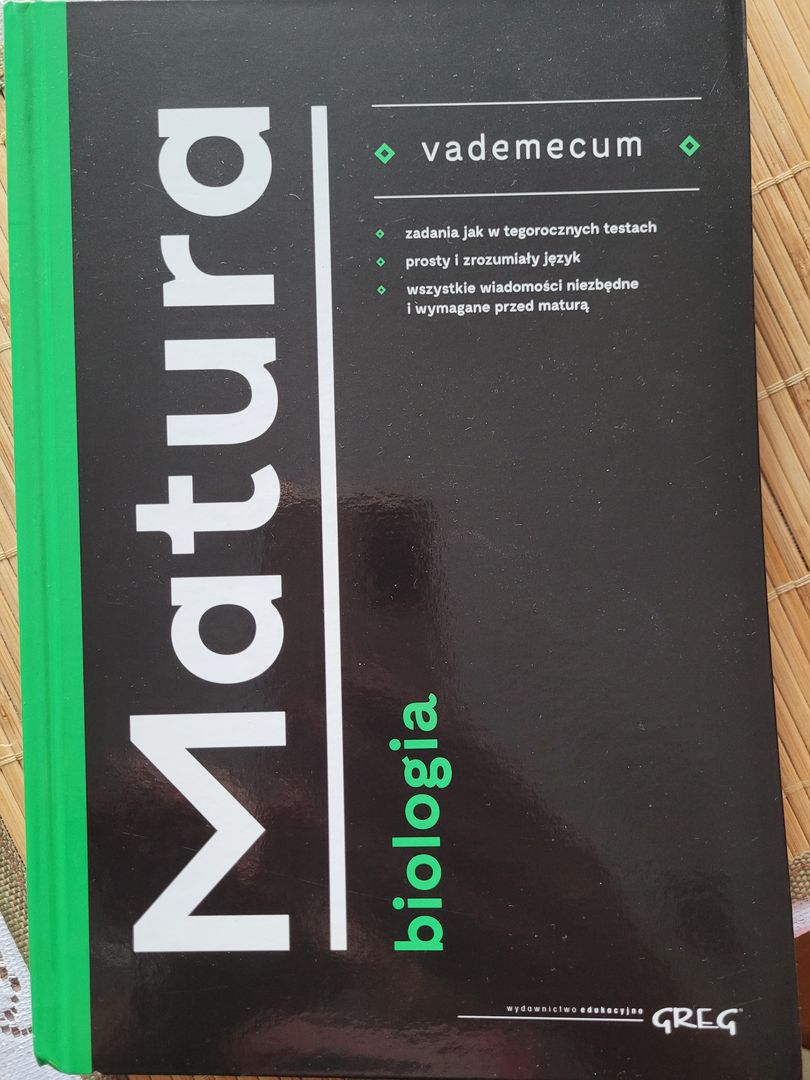 Matura
vademecum
zadania jak w tegorocznych testach
prosty i zrozumiały język
wszystkie wiadomości niezbędne
i wymagane przed maturą
biologia
wydawnictwo edukacyjne
GREG